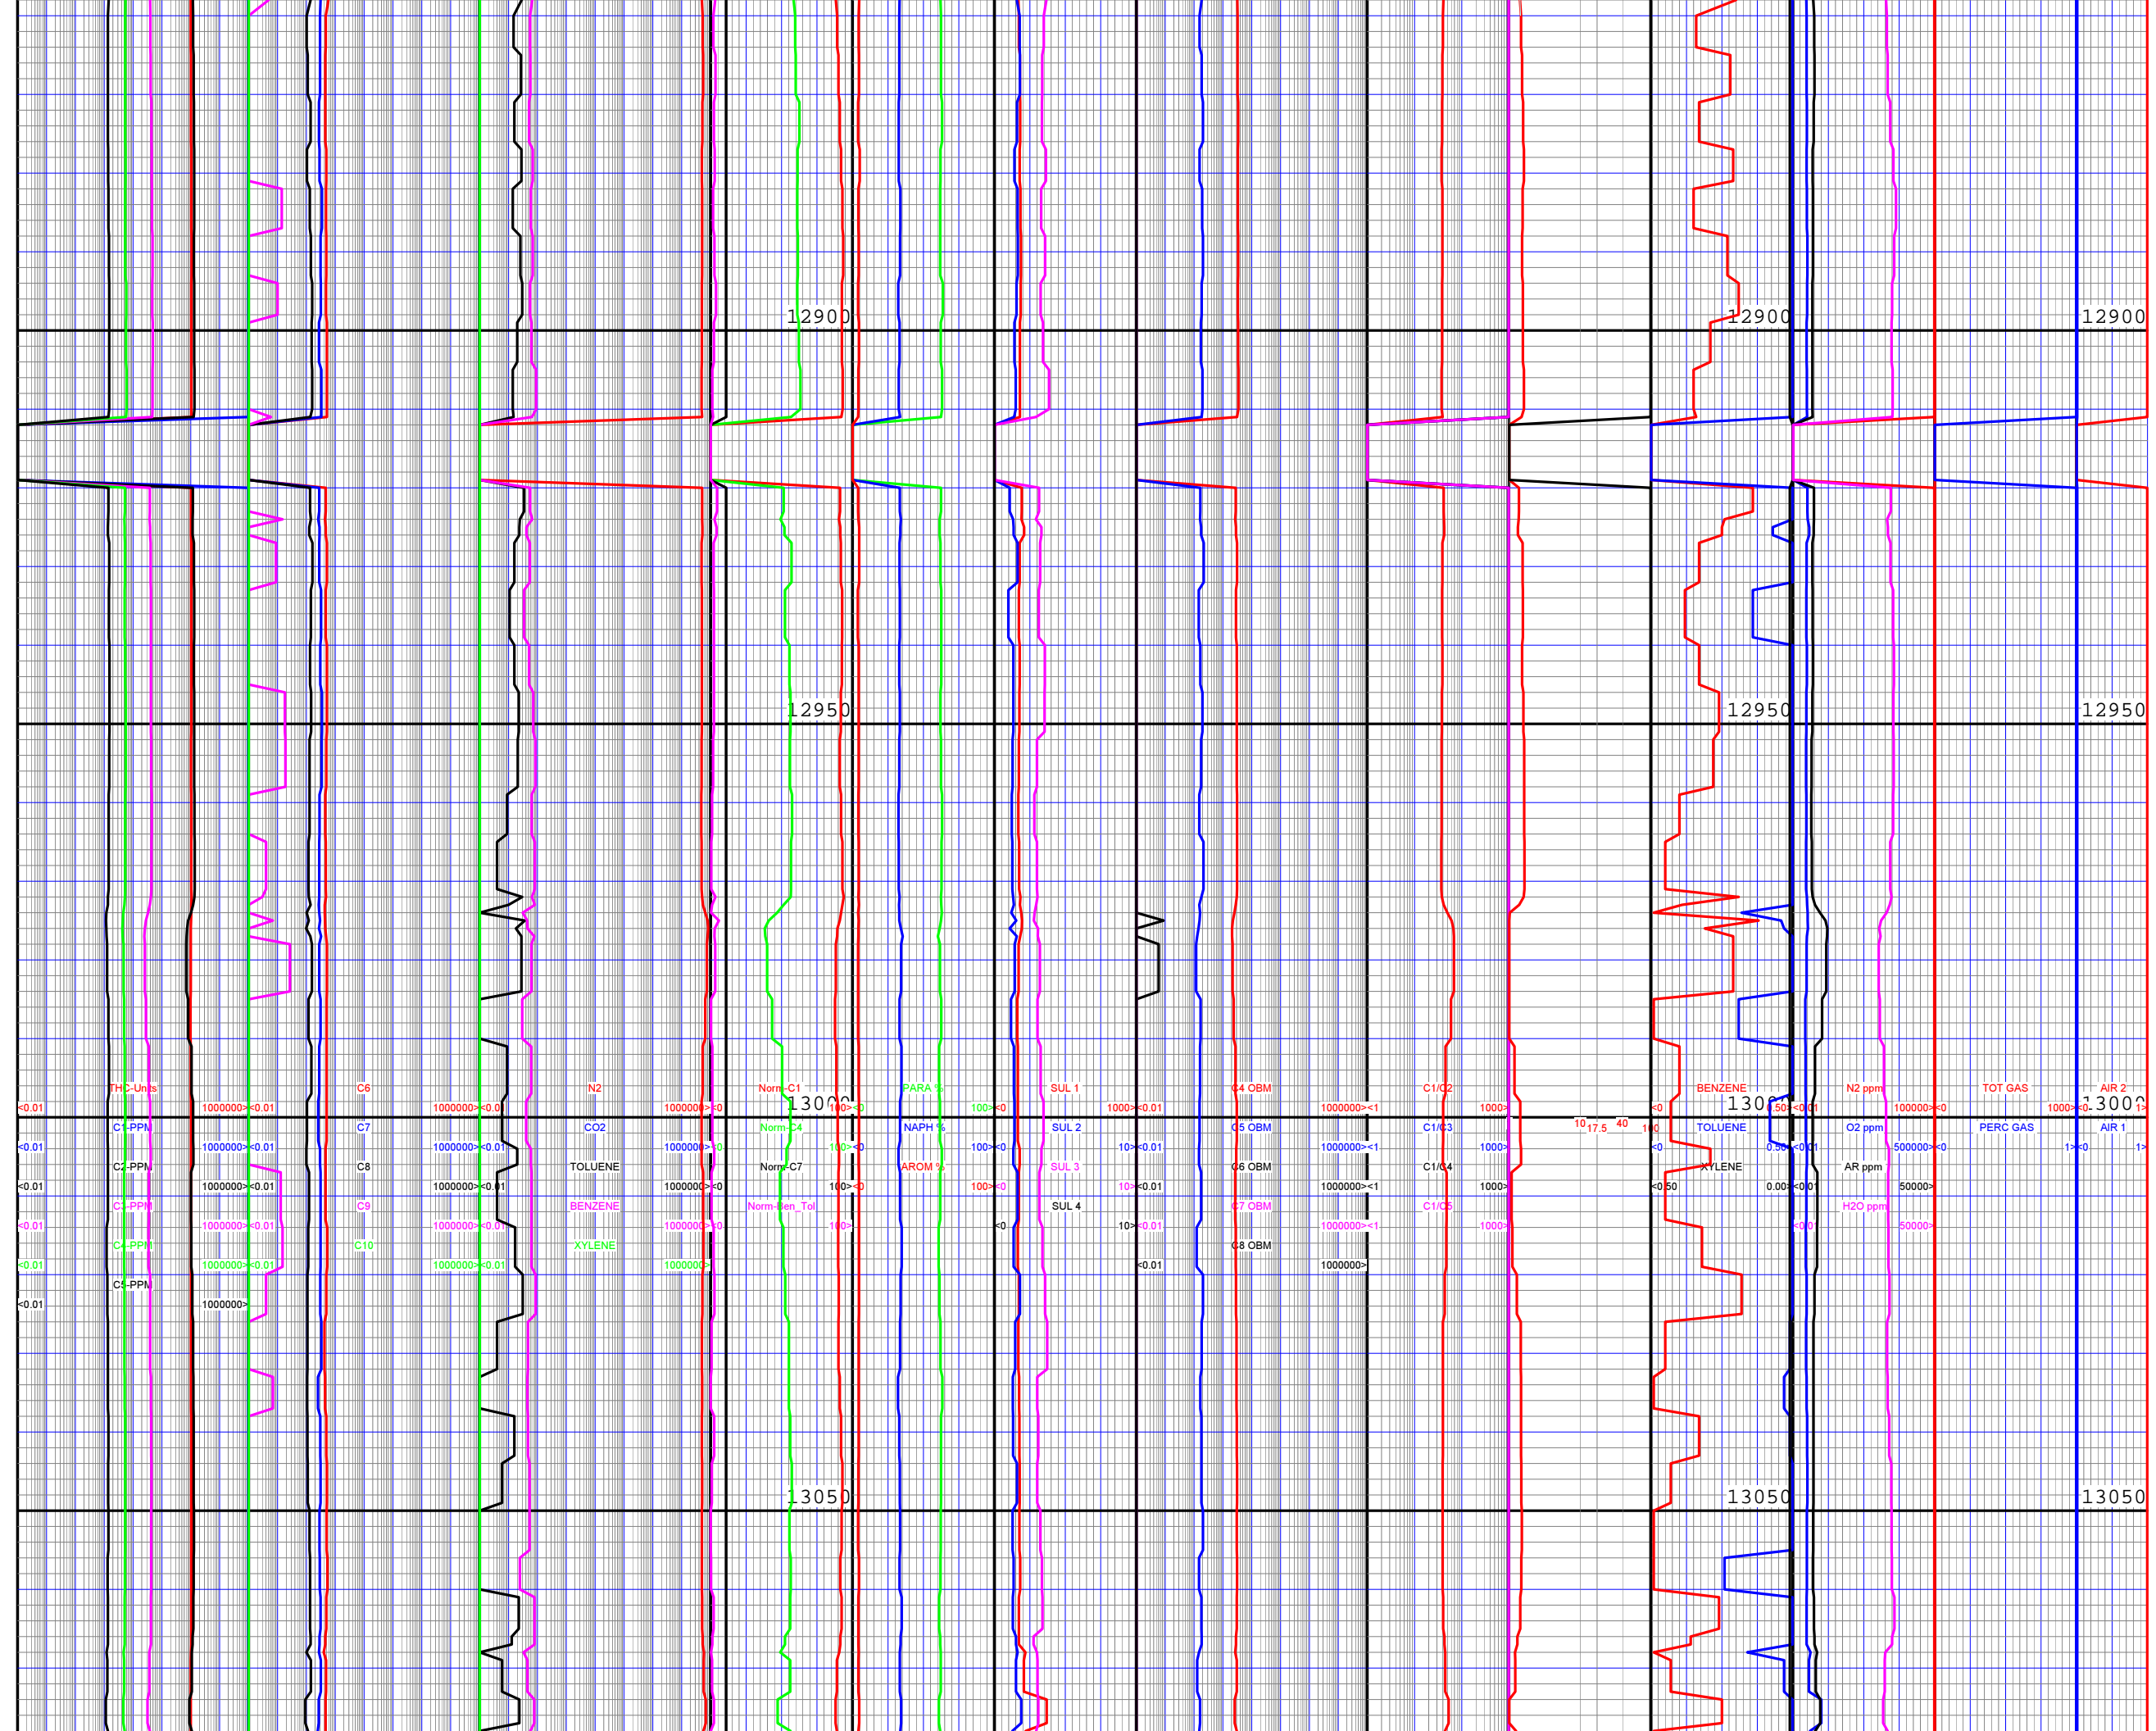 12900 12900 12900
12950 12950 12950
THC-Units C6 N2 Norm-C1 PARA % SUL 1 C4 OBM C1/C2 BENZENE N2 ppm TOT GAS AIR 2
13000 13000 13000
<0.01 1000000> <0.01 1000000> <0.01 1000000> <0 100> <0 100> <0 1000> <0.01 1000000> <1 1000> <0 0.50> <0.01 100000> <0 1000> <0 1>
C1-PPM C7 CO2 Norm-C4 NAPH % SUL 2 C5 OBM C1/C3 10 17.5 40 100 TOLUENE O2 ppm PERC GAS AIR 1
<0.01 1000000> <0.01 1000000> <0.01 1000000> <0 100> <0 100> <0 10> <0.01 1000000> <1 1000> <0 0.50> <0.01 500000> <0 1> <0
C2-PPM C8 TOLUENE Norm-C7 AROM % SUL 3 C6 OBM C1/C4 XYLENE AR ppm
<0.01 1000000> <0.01 1000000> <0.01 1000000> <0 100> <0 100> <0 10> <0.01 1000000> <1 1000> <0.50 0.00> <0.01 50000>
C3-PPM C9 BENZENE Norm-Ben_Tol SUL 4 C7 OBM C1/C5 H2O ppm
<0.01 1000000> <0.01 1000000> <0.01 1000000> <0 100> <0 10> <0.01 1000000> <1 1000> <0.01 50000>
C4-PPM C10 XYLENE C8 OBM
<0.01 1000000> <0.01 1000000> <0.01 1000000> <0.01 1000000>
C5-PPM
<0.01 1000000>
13050 13050 13050